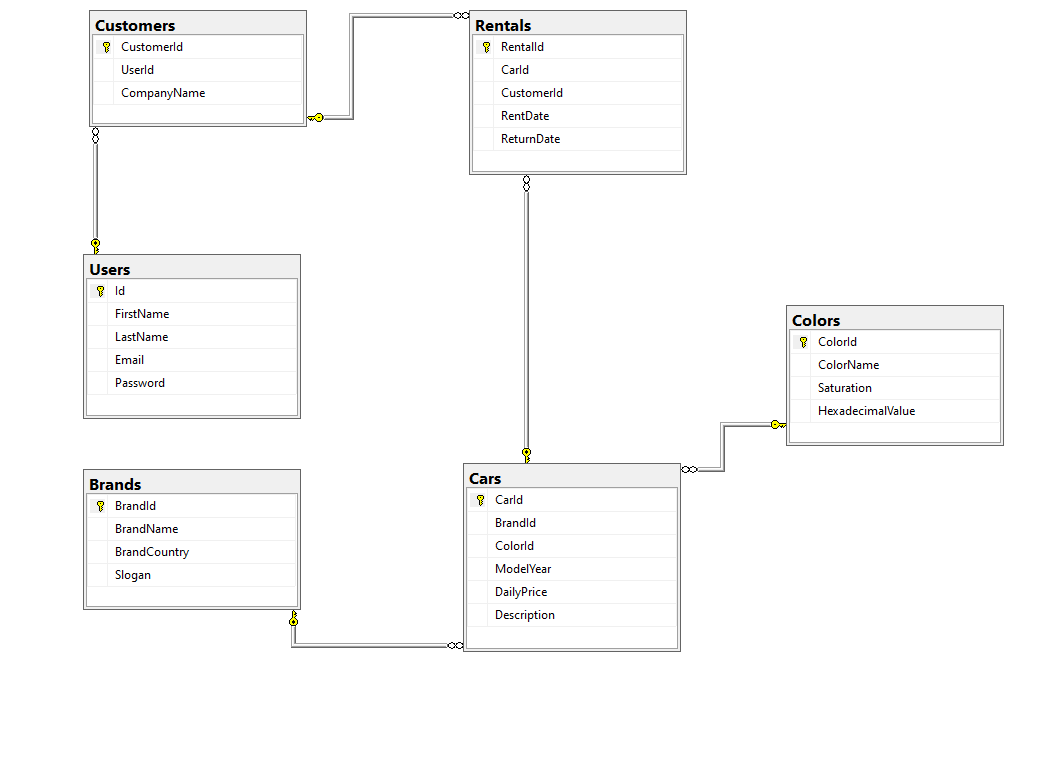 Customers
CustomerId
UserId
CompanyName
Rentals
RentalId
CarId
CustomerId
RentDate
ReturnDate
Users
Id
FirstName
LastName
Email
Password
Colors
ColorId
ColorName
Saturation
HexadecimalValue
Brands
BrandId
BrandName
BrandCountry
Slogan
Cars
CarId
BrandId
ColorId
ModelYear
DailyPrice
Description